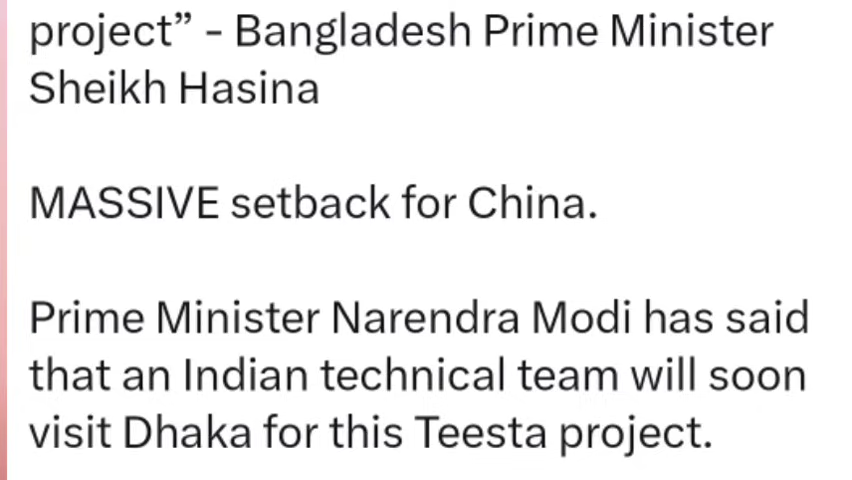 project” - Bangladesh Prime Minister
Sheikh Hasina
MASSIVE setback for China.
Prime Minister Narendra Modi has said
that an Indian technical team will soon
visit Dhaka for this Teesta project.